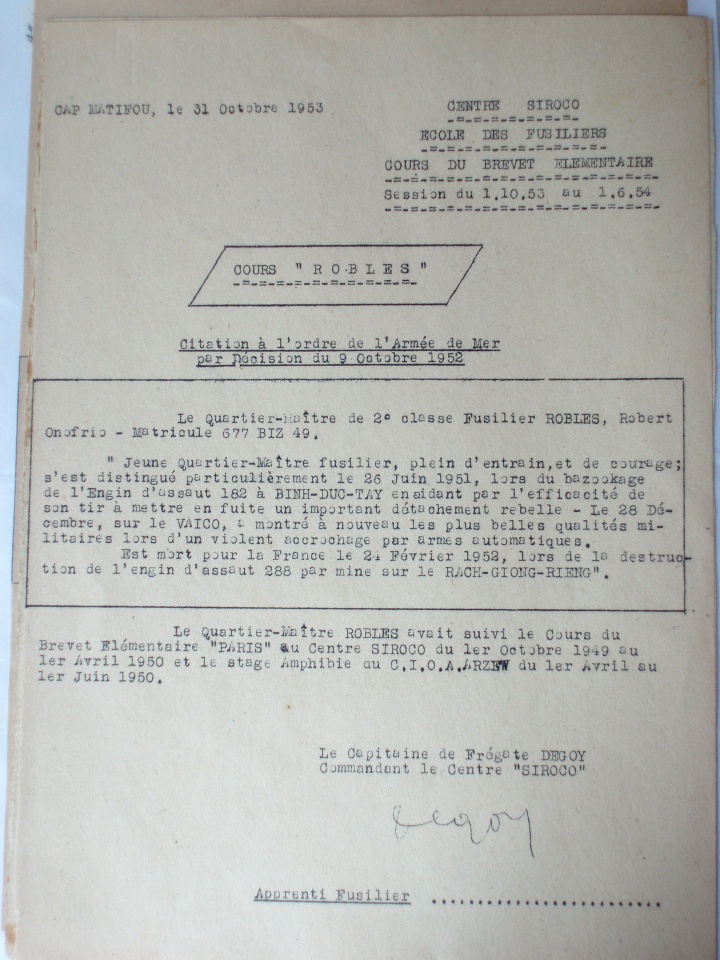 CAP MATIFOU, le 31 Octobre 1953
CENTRE SIROCO
-=-=-=-=-=-=-=-
ECOLE DES FUSILIERS
-=-=-=-=-=-=-=-=-=-=-
COURS DU BREVET ELEMENTAIRE
-=-=-=-=-=-=-=-=-=-=-=-=-=-=-
Session du 1.10.53 au 1.6.54
-=-=-=-=-=-=-=-=-=-=-=-=-=-=-
COURS " R O B L E S "
-=-=-=-=-=-=-=-=-=-=-
Citation à l'ordre de l'Armée de Mer
par Décision du 9 Octobre 1952
Le Quartier-Maître de 2° classe Fusilier ROBLES, Robert
Onofrio - Matricule 677 BIZ 49.
" Jeune Quartier-Maître fusilier, plein d'entrain,et de courage;
s'est distingué particulièrement le 26 Juin 1951, lors du bazookage
de l'Engin d'assaut 182 à BINH-DUC-TAY enaidant par l'efficacité de
son tir à mettre en fuite un important détachement rebelle - Le 28 Dé-
cembre, sur le VAICO, a montré à nouveau les plus belles qualités mi-
litaires lors d'un violent accrochage par armes automatiques.
Est mort pour la France le 24 Février 1952, lors de la destruc-
tion de l'engin d'assaut 288 par mine sur le RACH-GIONG-RIENG".
Le Quartier-Maître ROBLES avait suivi le Cours du
Brevet Elémentaire "PARIS" au Centre SIROCO du 1er Octobre 1949 au
1er Avril 1950 et le stage Amphibie au C.I.O.A.ARZEW du 1er Avril au
1er Juin 1950.
Le Capitaine de Frégate DEGOY
Commandant le Centre "SIROCO"
Degoy
Apprenti Fusilier ........................